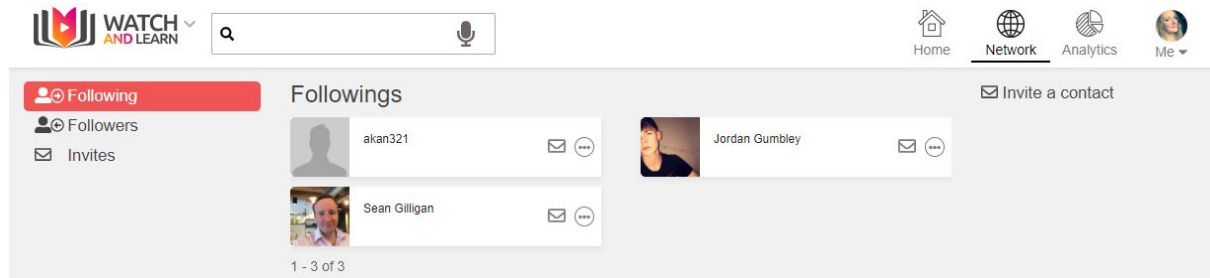 WATCH
AND LEARN
Home
Network
Analytics
Me
Following
Followers
Invites
Followings
Invite a contact
akan321
Jordan Gumbley
Sean Gilligan
1 - 3 of 3